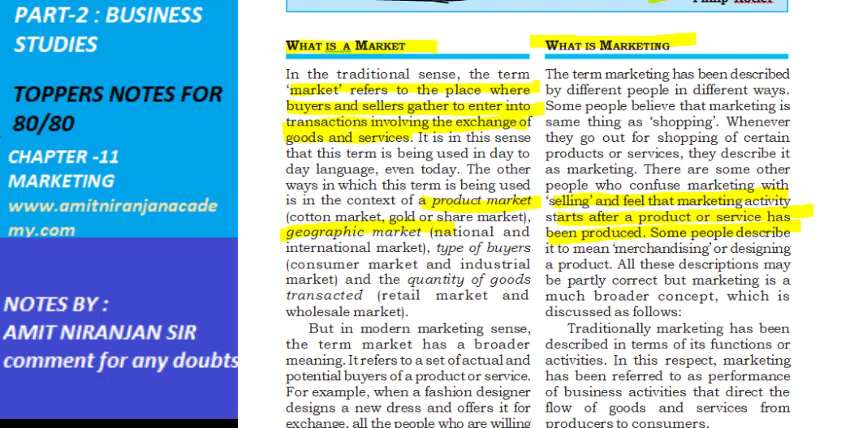 PART-2 : BUSINESS
STUDIES
TOPPERS NOTES FOR
80/80
CHAPTER -11
MARKETING
www.amitniranjanacade
my.com
NOTES BY :
AMIT NIRANJAN SIR
comment for any doubts
WHAT IS A MARKET
In the traditional sense, the term
‘market’ refers to the place where
buyers and sellers gather to enter into
transactions involving the exchange of
goods and services. It is in this sense
that this term is being used in day to
day language, even today. The other
ways in which this term is being used
is in the context of a product market
(cotton market, gold or share market),
geographic market (national and
international market), type of buyers
(consumer market and industrial
market) and the quantity of goods
transacted (retail market and
wholesale market).
But in modern marketing sense,
the term market has a broader
meaning. It refers to a set of actual and
potential buyers of a product or service.
For example, when a fashion designer
designs a new dress and offers it for
exchange, all the people who are willing
WHAT IS MARKETING
The term marketing has been described
by different people in different ways.
Some people believe that marketing is
same thing as ‘shopping’. Whenever
they go out for shopping of certain
products or services, they describe it
as marketing. There are some other
people who confuse marketing with
‘selling’ and feel that marketing activity
starts after a product or service has
been produced. Some people describe
it to mean ‘merchandising’ or designing
a product. All these descriptions may
be partly correct but marketing is a
much broader concept, which is
discussed as follows:
Traditionally marketing has been
described in terms of its functions or
activities. In this respect, marketing
has been referred to as performance
of business activities that direct the
flow of goods and services from
producers to consumers.